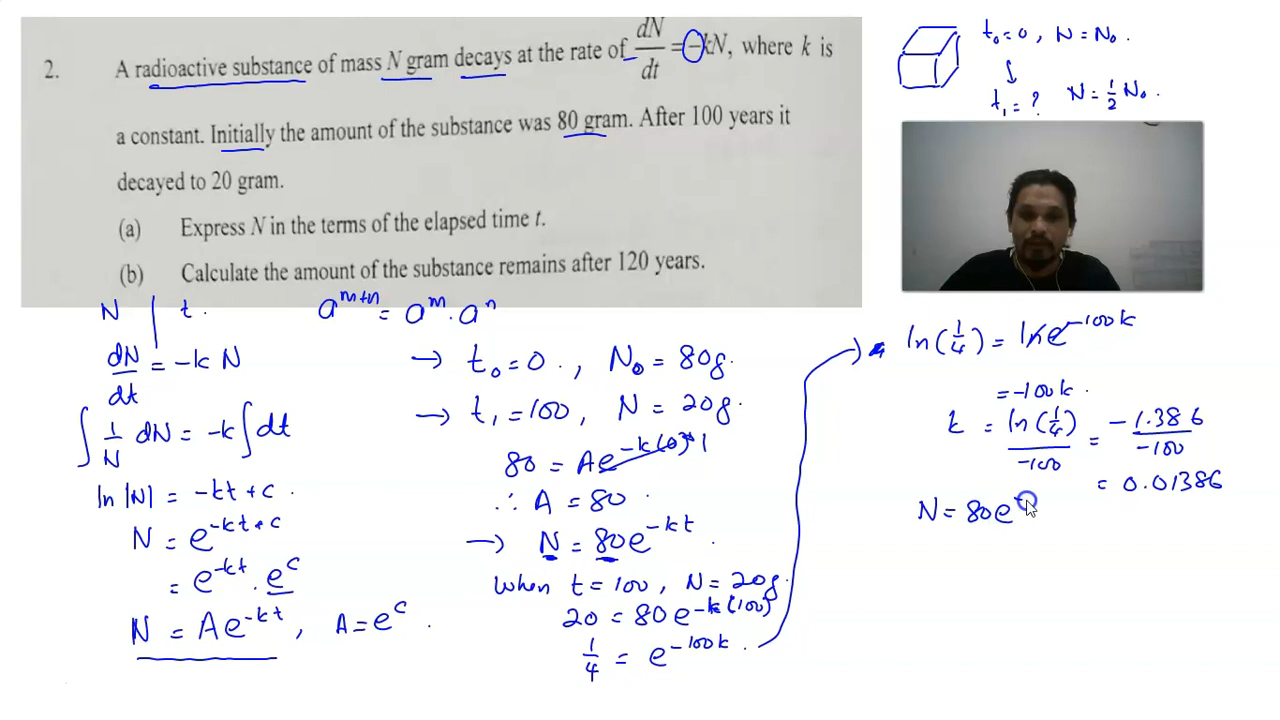 2. A radioactive substance of mass N gram decays at the rate of dN/dt = -kN, where k is
a constant. Initially the amount of the substance was 80 gram. After 100 years it
decayed to 20 gram.
(a) Express N in the terms of the elapsed time t.
(b) Calculate the amount of the substance remains after 120 years.
t₀=0, N=N₀.
↓
t₁=? N=½N₀.
N | t.
dN/dt = -kN
∫ 1/N dN = -k∫dt
ln|N| = -kt+c.
N = e^(-kt+c)
= e^(-kt) . e^c
N = Ae^(-kt), A=e^c.
a^(m+n) = a^m . a^n
→ t₀=0., N₀=80g.
→ t₁=100, N=20g.
80 = Ae^(-k(0)) 1
∴ A=80.
→ N = 80e^(-kt).
When t=100, N=20g.
20 = 80e^(-k(100))
1/4 = e^(-100k).
ln(1/4) = ln e^(-100k)
= -100k.
k = ln(1/4)/-100 = -1.386/-100
= 0.01386
N = 80e^-